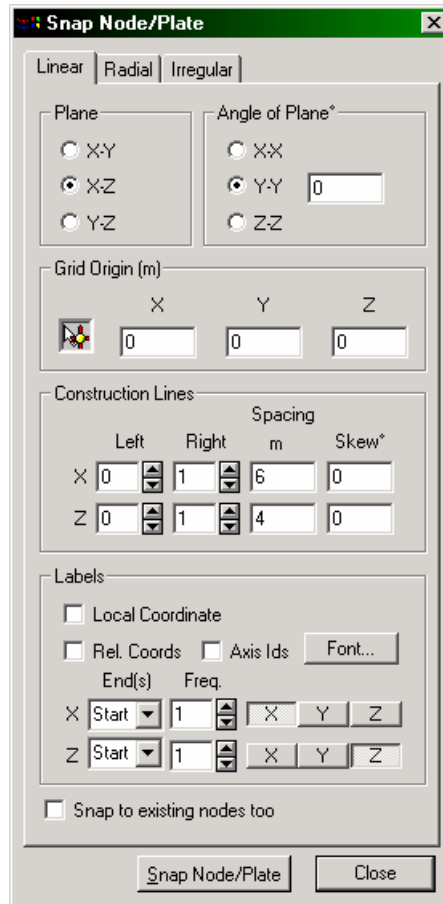 Snap Node/Plate
Linear Radial Irregular
Plane Angle of Plane°
X-Y X-X
X-Z Y-Y 0
Y-Z Z-Z
Grid Origin (m)
X Y Z
0 0 0
Construction Lines
Spacing
Left Right m Skew°
X 0 1 6 0
Z 0 1 4 0
Labels
Local Coordinate
Rel. Coords Axis Ids Font...
End(s) Freq.
X Start 1 X Y Z
Z Start 1 X Y Z
Snap to existing nodes too
Snap Node/Plate Close